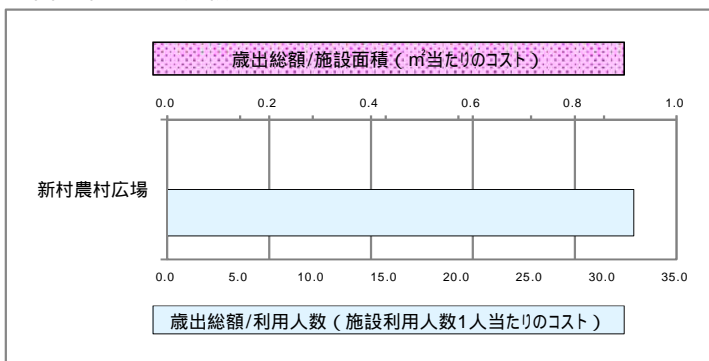 歳出総額/施設面積(㎡当たりのコスト)
0.0 0.2 0.4 0.6 0.8 1.0
新村農村広場
0.0 5.0 10.0 15.0 20.0 25.0 30.0 35.0
歳出総額/利用人数(施設利用人数1人当たりのコスト)